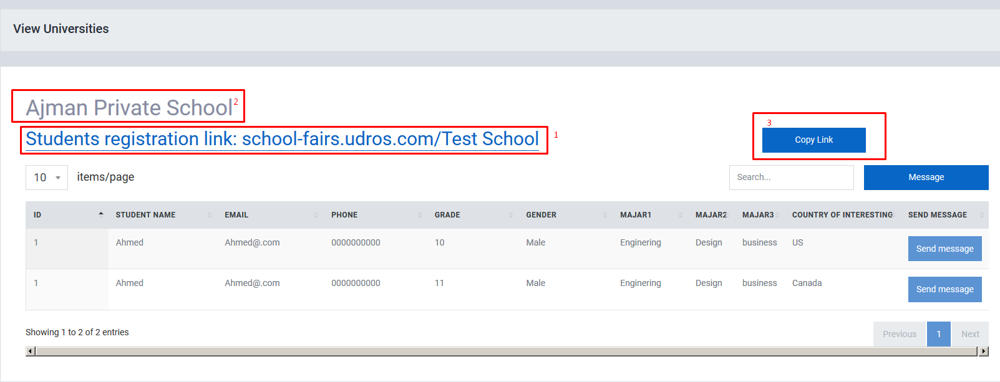 View Universities
Ajman Private School 2
Students registration link: school-fairs.udros.com/Test School 1
3
Copy Link
10 items/page Search... Message
ID STUDENT NAME EMAIL PHONE GRADE GENDER MAJAR1 MAJAR2 MAJAR3 COUNTRY OF INTERESTING SEND MESSAGE
1 Ahmed Ahmed@.com 0000000000 10 Male Enginering Design business US Send message
1 Ahmed Ahmed@.com 0000000000 11 Male Enginering Design business Canada Send message
Showing 1 to 2 of 2 entries Previous 1 Next